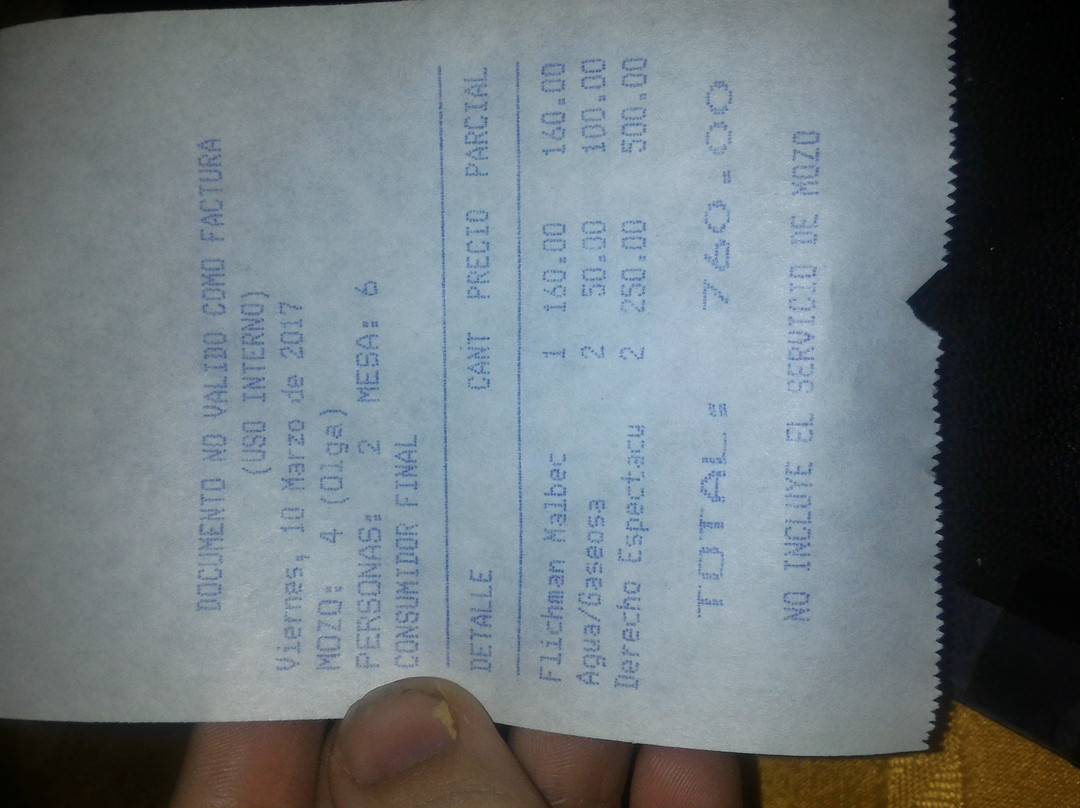 DOCUMENTO NO VALIDO COMO FACTURA
(USO INTERNO)
Viernes, 10 Marzo de 2017
MOZO: 4 (Olga)
PERSONAS: 2 MESA: 6
CONSUMIDOR FINAL
DETALLE CANT PRECIO PARCIAL
Flichman Malbec 1 160.00 160.00
Agua/Gaseosa 2 50.00 100.00
Derecho Espectacu 2 250.00 500.00
TOTAL: 760.00
NO INCLUYE EL SERVICIO DE MOZO